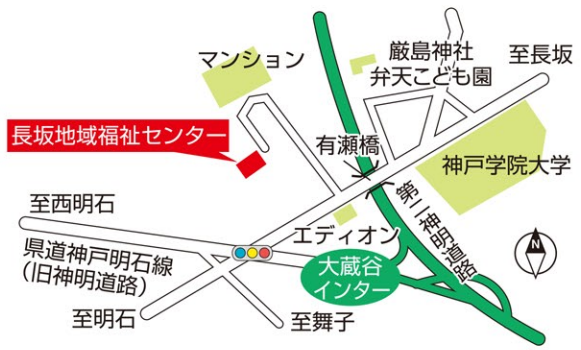 マンション
厳島神社
弁天こども園
至長坂
長坂地域福祉センター
有瀬橋
神戸学院大学
第二神明道路
至西明石
エディオン
県道神戸明石線
(旧神明道路)
大蔵谷
インター
N
至明石
至舞子